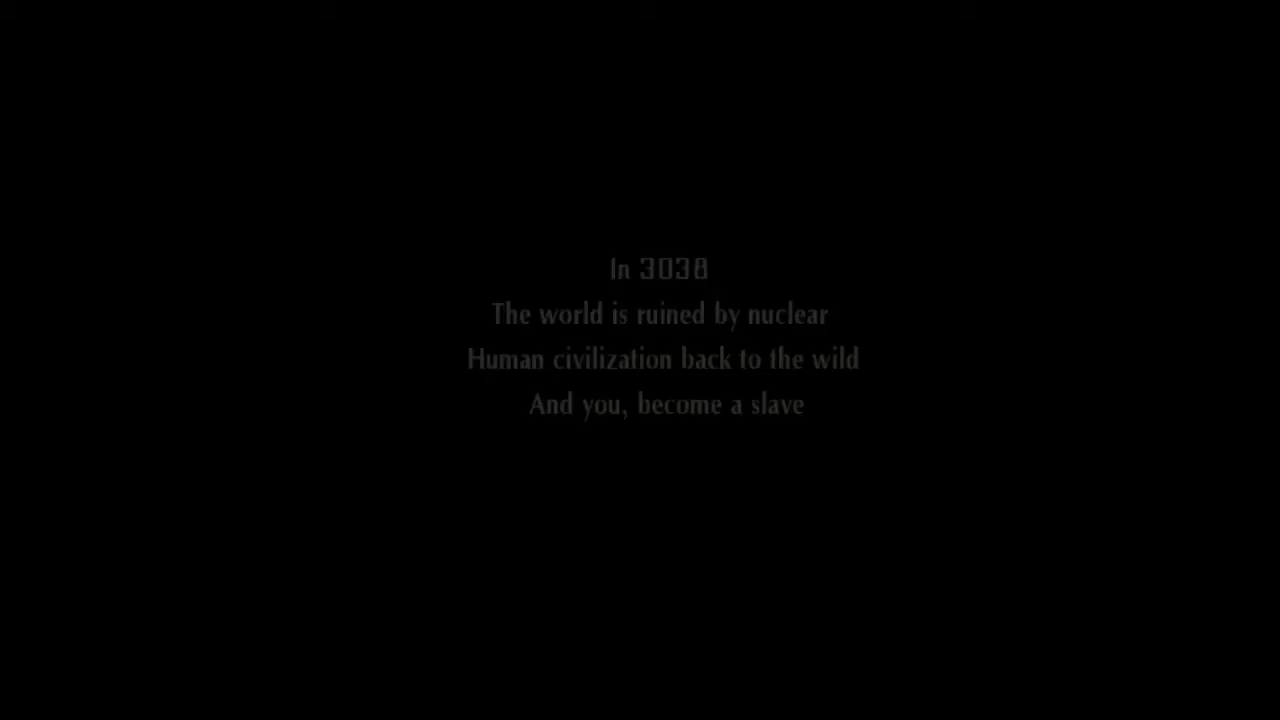 In 3038
The world is ruined by nuclear
Human civilization back to the wild
And you, become a slave